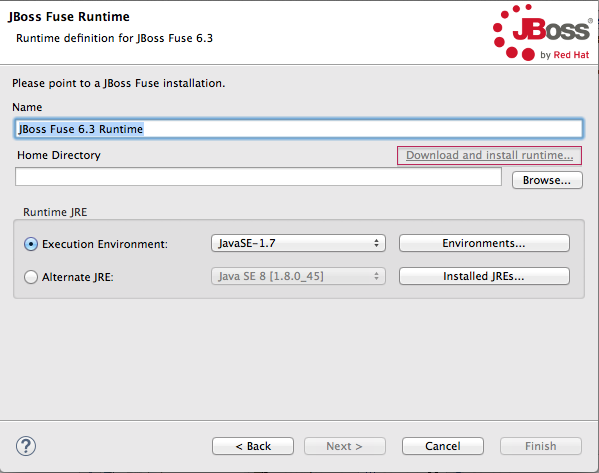 JBoss Fuse Runtime
Runtime definition for JBoss Fuse 6.3
JBoss
by Red Hat
Please point to a JBoss Fuse installation.
Name
JBoss Fuse 6.3 Runtime
Home Directory
Download and install runtime...
Browse...
Runtime JRE
Execution Environment:
JavaSE-1.7
Environments...
Alternate JRE:
Java SE 8 [1.8.0_45]
Installed JREs...
?
< Back
Next >
Cancel
Finish